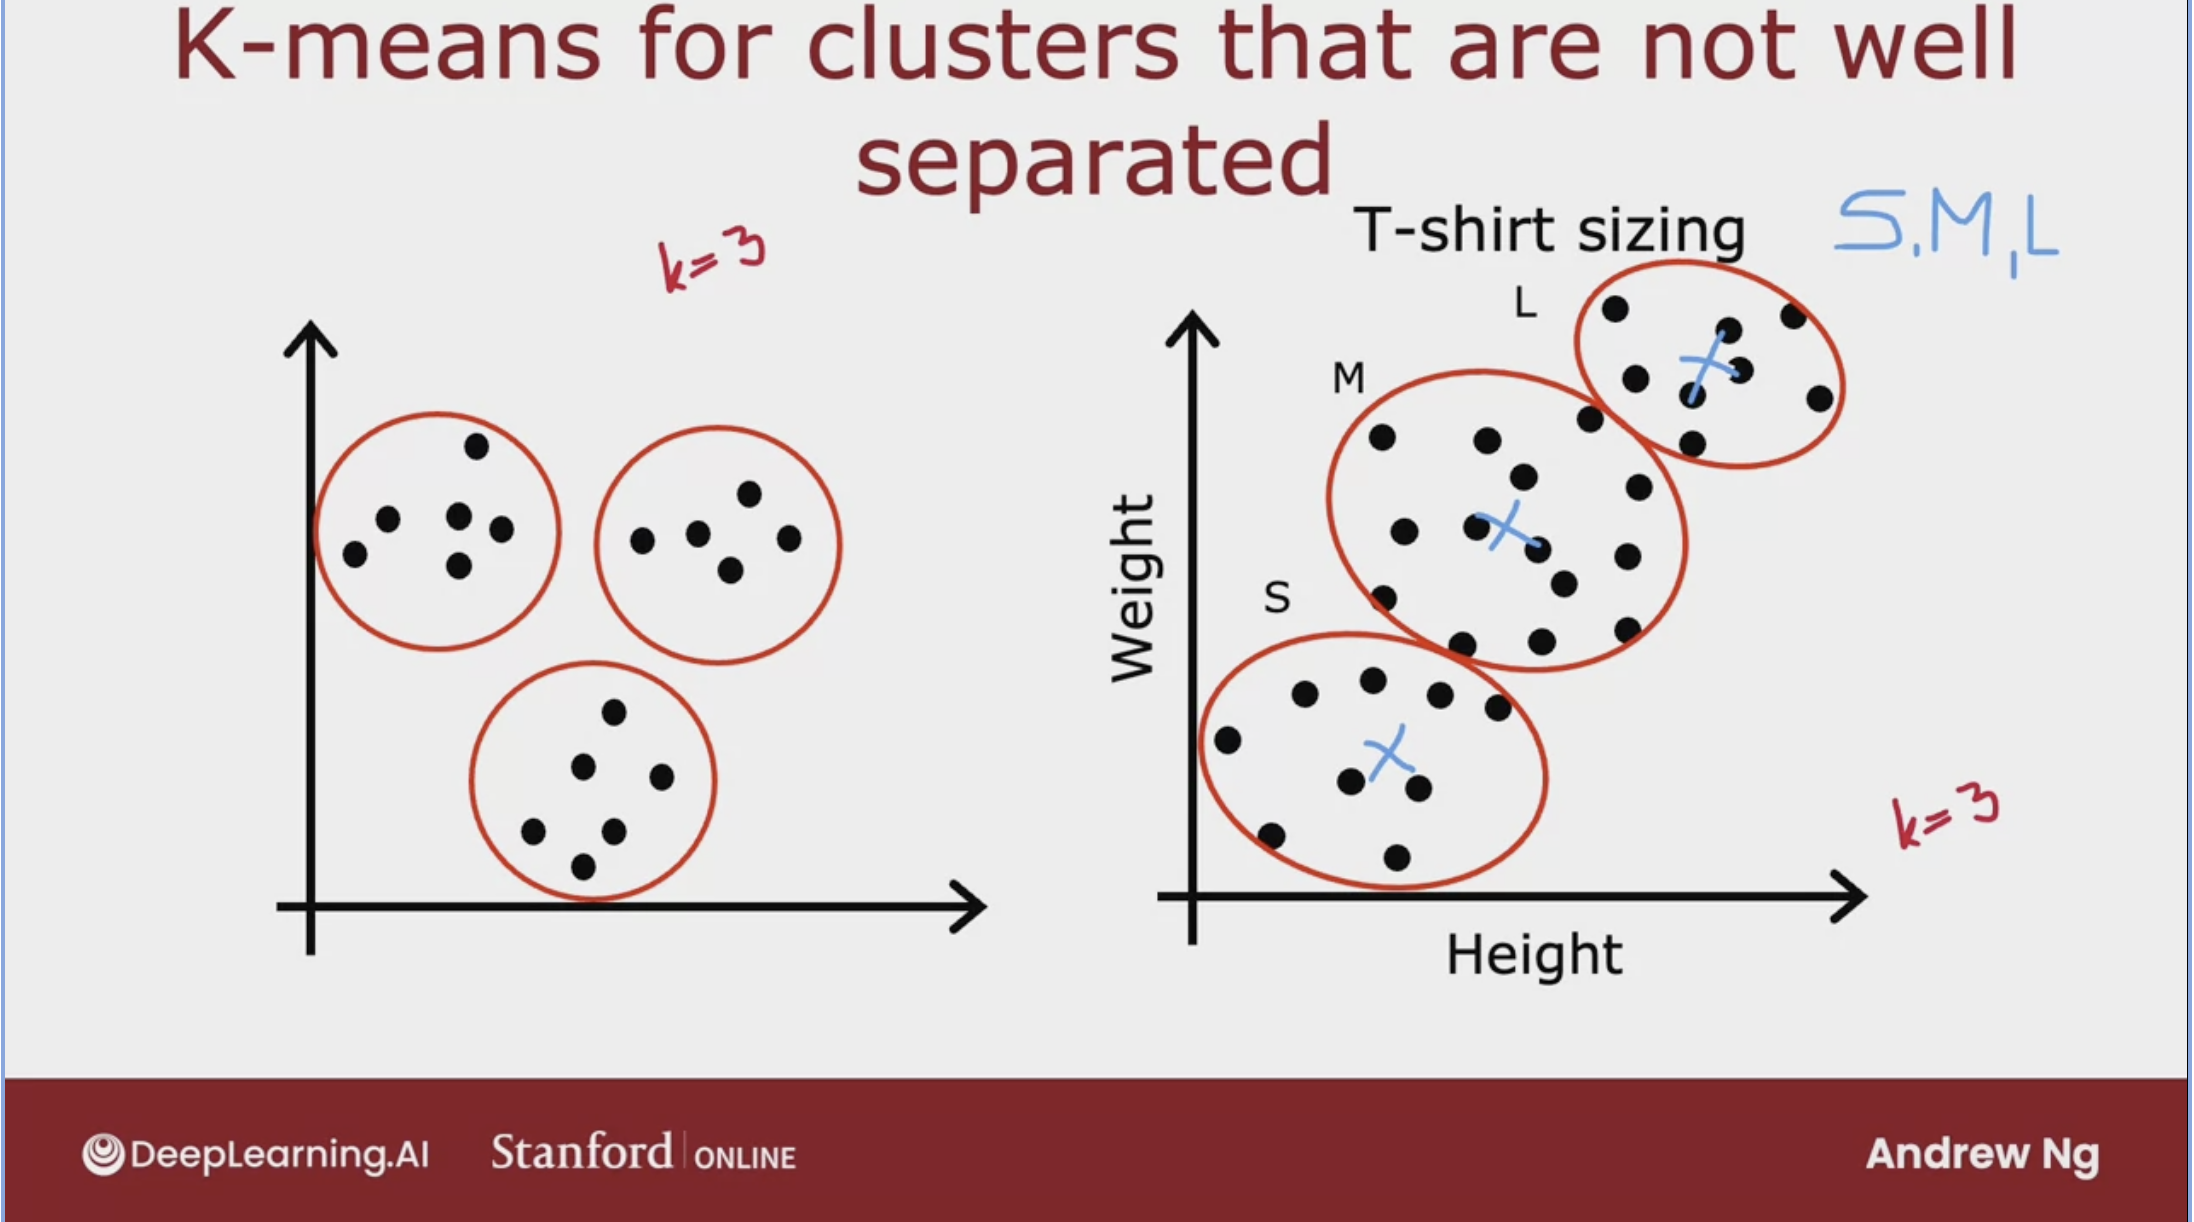 K-means for clusters that are not well
separated
k=3
T-shirt sizing
S,M,L
L
M
S
Weight
Height
k=3
DeepLearning.AI
Stanford ONLINE
Andrew Ng